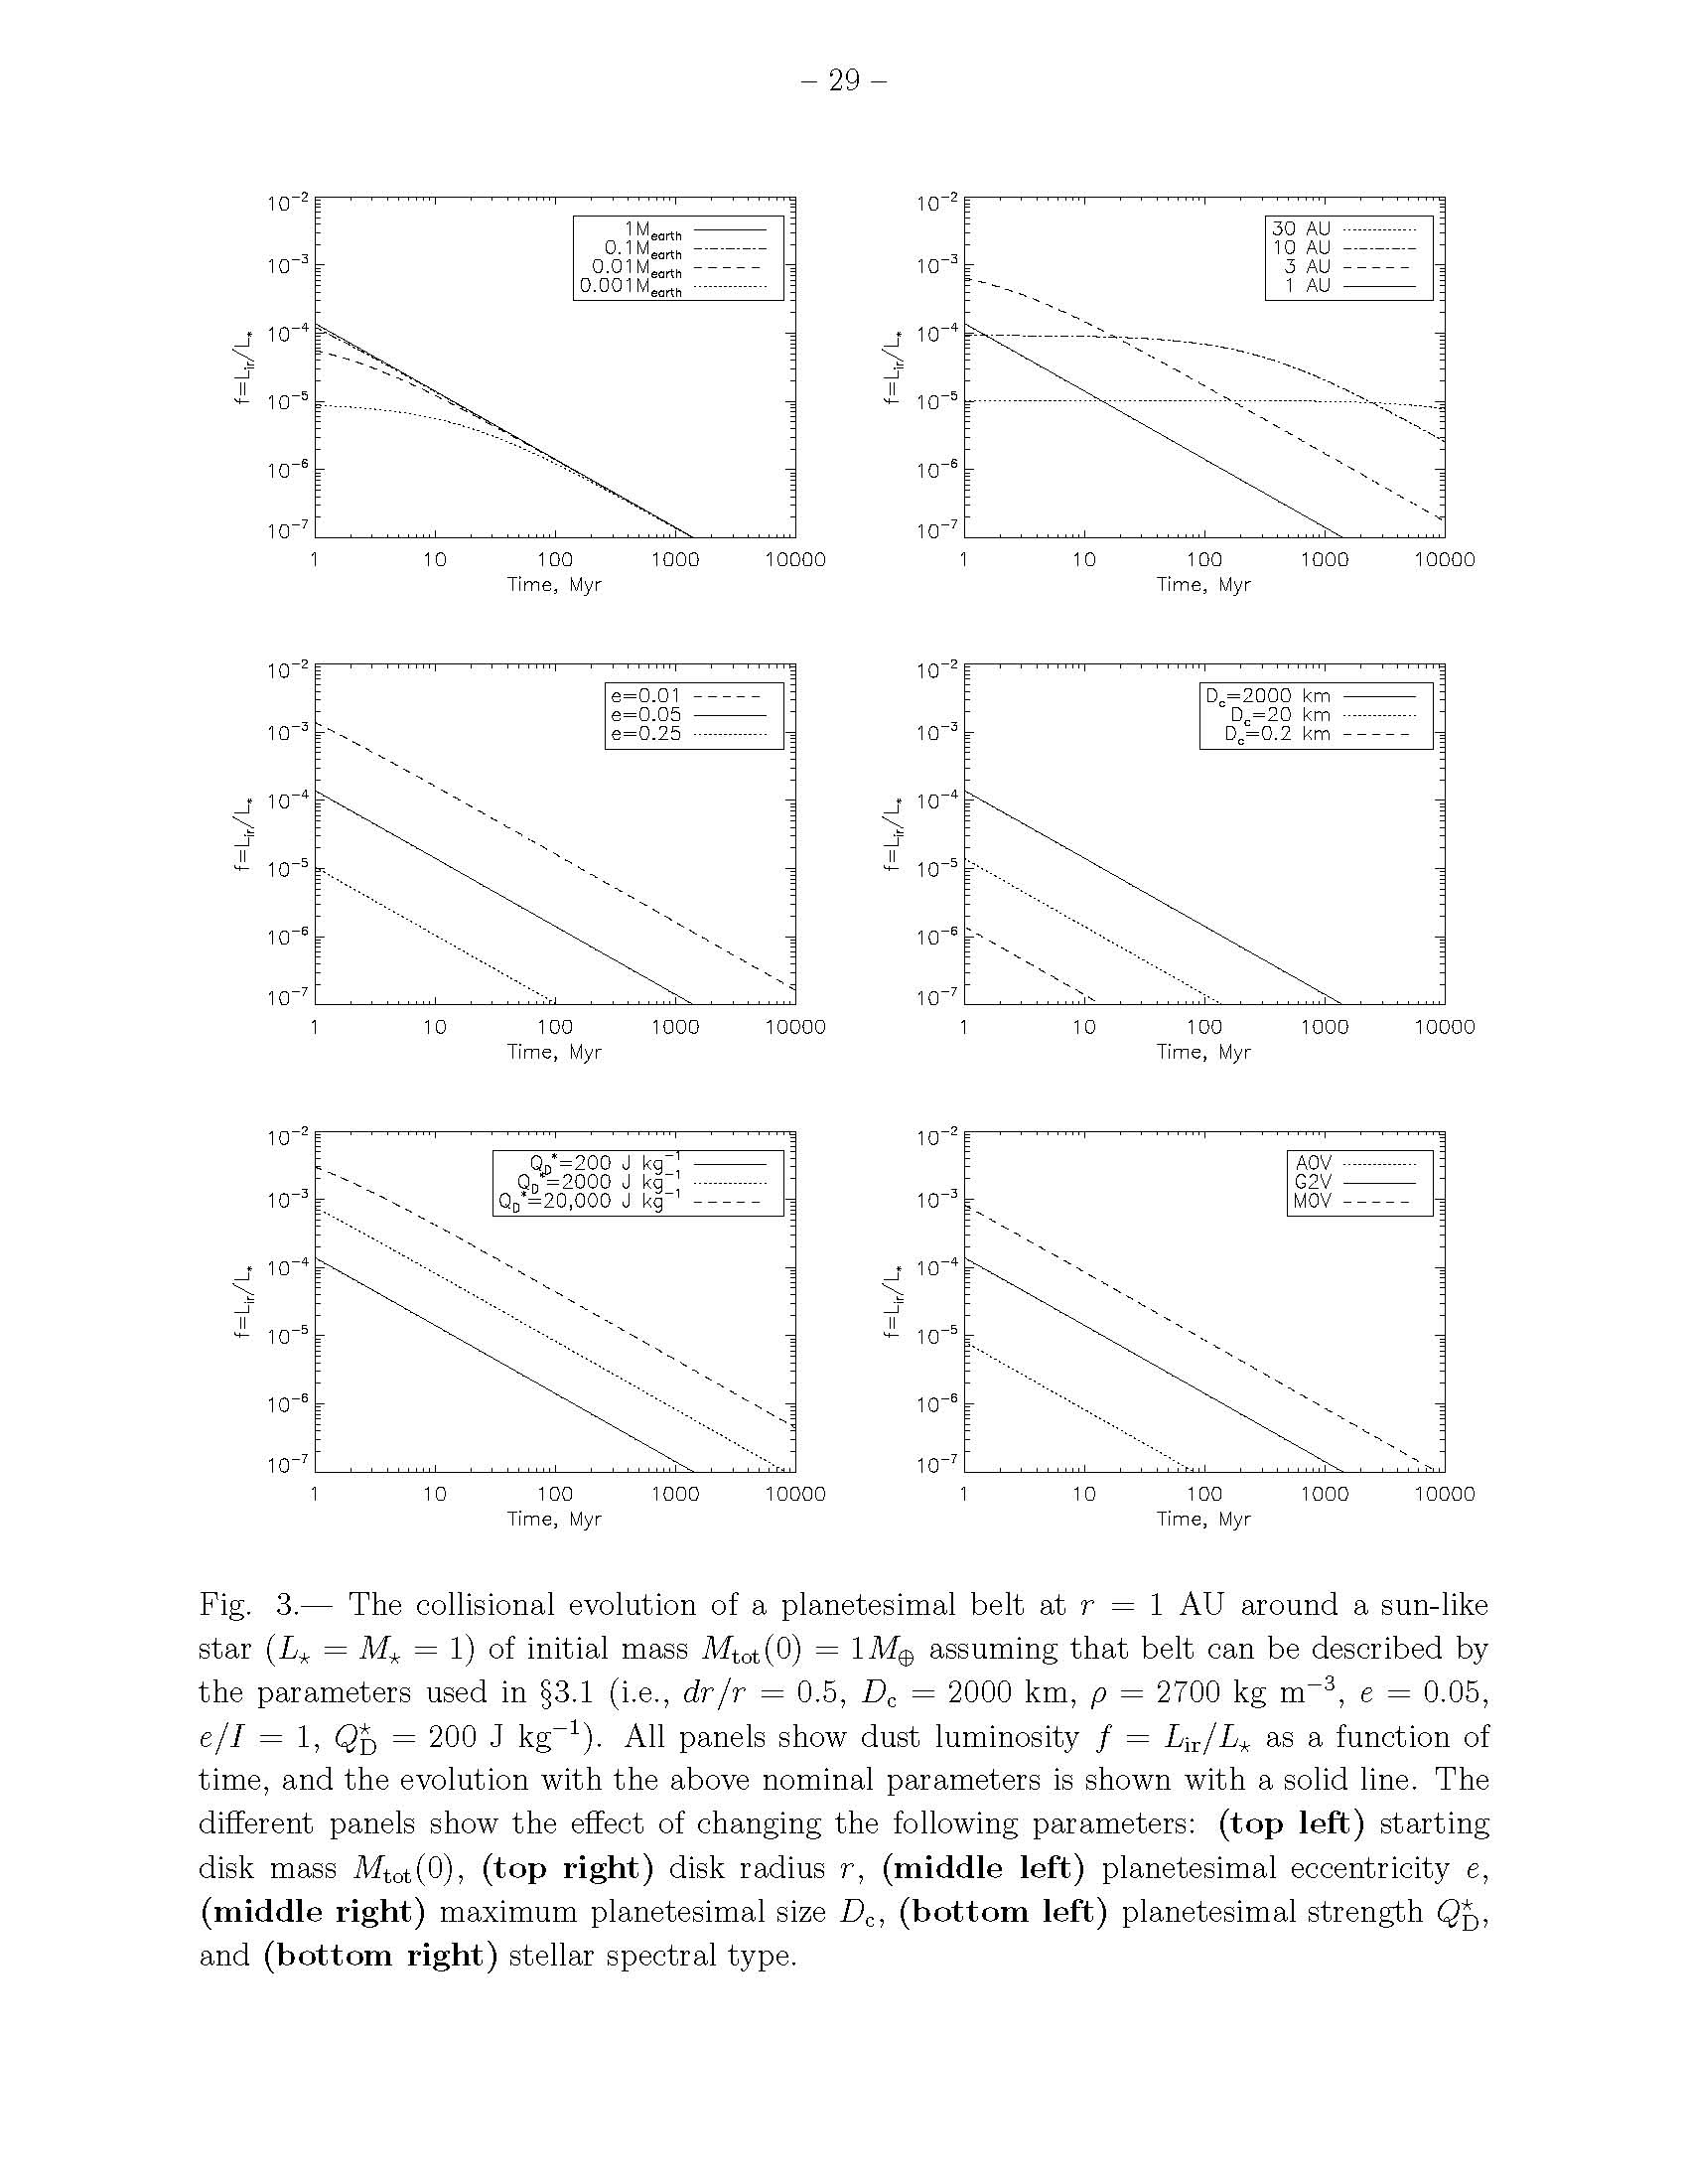 – 29 –
10⁻²
10⁻³
10⁻⁴
10⁻⁵
10⁻⁶
10⁻⁷
f=L_ir/L_*
1M_earth
0.1M_earth
0.01M_earth
0.001M_earth
1 10 100 1000 10000
Time, Myr
10⁻²
10⁻³
10⁻⁴
10⁻⁵
10⁻⁶
10⁻⁷
f=L_ir/L_*
30 AU
10 AU
3 AU
1 AU
1 10 100 1000 10000
Time, Myr
10⁻²
10⁻³
10⁻⁴
10⁻⁵
10⁻⁶
10⁻⁷
f=L_ir/L_*
e=0.01
e=0.05
e=0.25
1 10 100 1000 10000
Time, Myr
10⁻²
10⁻³
10⁻⁴
10⁻⁵
10⁻⁶
10⁻⁷
f=L_ir/L_*
D_c=2000 km
D_c=20 km
D_c=0.2 km
1 10 100 1000 10000
Time, Myr
10⁻²
10⁻³
10⁻⁴
10⁻⁵
10⁻⁶
10⁻⁷
f=L_ir/L_*
Q_D*=200 J kg⁻¹
Q_D*=2000 J kg⁻¹
Q_D*=20,000 J kg⁻¹
1 10 100 1000 10000
Time, Myr
10⁻²
10⁻³
10⁻⁴
10⁻⁵
10⁻⁶
10⁻⁷
f=L_ir/L_*
A0V
G2V
M0V
1 10 100 1000 10000
Time, Myr
Fig. 3.— The collisional evolution of a planetesimal belt at r = 1 AU around a sun-like
star (L⋆ = M⋆ = 1) of initial mass M_tot(0) = 1M⊕ assuming that belt can be described by
the parameters used in §3.1 (i.e., dr/r = 0.5, D_c = 2000 km, ρ = 2700 kg m⁻³, e = 0.05,
e/I = 1, Q_D⋆ = 200 J kg⁻¹). All panels show dust luminosity f = L_ir/L⋆ as a function of
time, and the evolution with the above nominal parameters is shown with a solid line. The
different panels show the effect of changing the following parameters: (top left) starting
disk mass M_tot(0), (top right) disk radius r, (middle left) planetesimal eccentricity e,
(middle right) maximum planetesimal size D_c, (bottom left) planetesimal strength Q_D⋆,
and (bottom right) stellar spectral type.